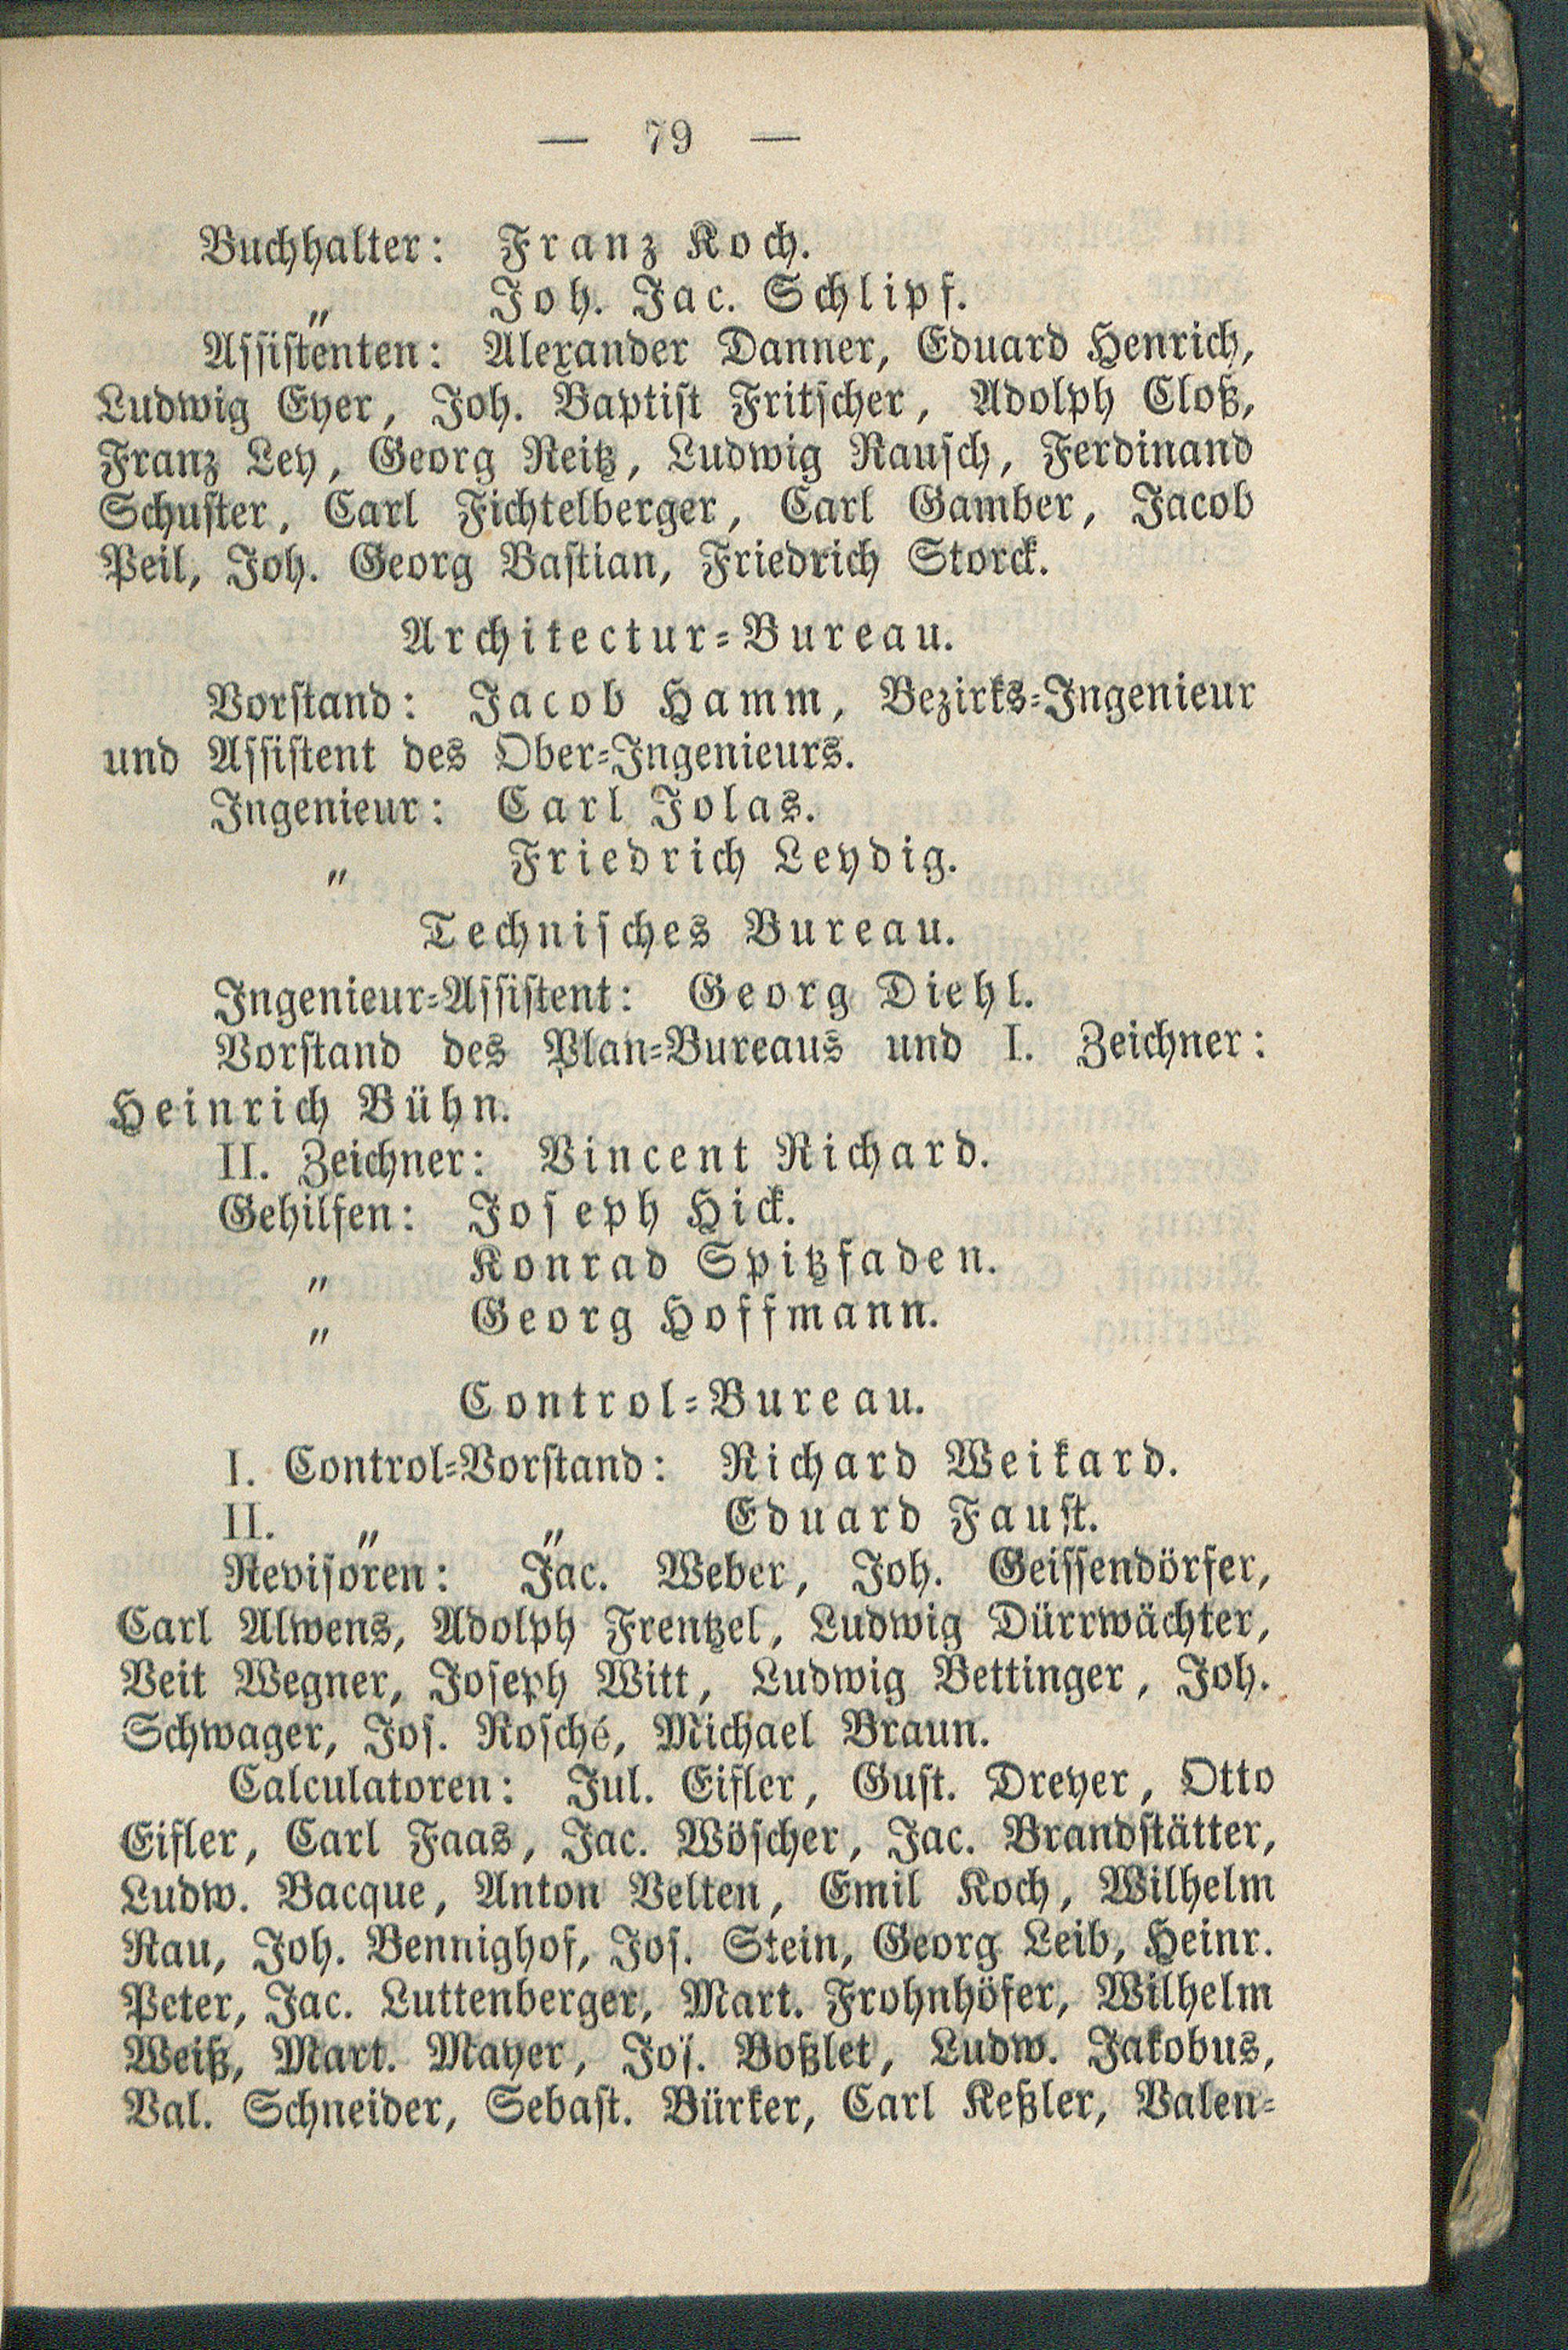 — 79 —
Buchhalter: Franz Koch.
„ Joh. Jac. Schlipf.
Assistenten: Alexander Danner, Eduard Henrich,
Ludwig Eyer, Joh. Baptist Fritscher, Adolph Cloß,
Franz Ley, Georg Reitz, Ludwig Rausch, Ferdinand
Schuster, Carl Fichtelberger, Carl Gamber, Jacob
Peil, Joh. Georg Bastian, Friedrich Storck.
Architectur-Bureau.
Vorstand: Jacob Hamm, Bezirks-Ingenieur
und Assistent des Ober-Ingenieurs.
Ingenieur: Carl Jolas.
„ Friedrich Leydig.
Technisches Bureau.
Ingenieur-Assistent: Georg Diehl.
Vorstand des Plan-Bureaus und I. Zeichner:
Heinrich Bühn.
II. Zeichner: Vincent Richard.
Gehilfen: Joseph Hick.
„ Konrad Spitzfaden.
„ Georg Hoffmann.
Control-Bureau.
I. Control-Vorstand: Richard Weikard.
II. „ „ Eduard Faust.
Revisoren: Jac. Weber, Joh. Geissendörfer,
Carl Alwens, Adolph Frentzel, Ludwig Dürrwächter,
Veit Wegner, Joseph Witt, Ludwig Bettinger, Joh.
Schwager, Jos. Rosché, Michael Braun.
Calculatoren: Jul. Eifler, Gust. Dreyer, Otto
Eifler, Carl Faas, Jac. Wöscher, Jac. Brandstätter,
Ludw. Bacque, Anton Velten, Emil Koch, Wilhelm
Rau, Joh. Bennighof, Jos. Stein, Georg Leib, Heinr.
Peter, Jac. Luttenberger, Mart. Frohnhöfer, Wilhelm
Weiß, Mart. Mayer, Jos. Boßlet, Ludw. Jakobus,
Val. Schneider, Sebast. Bürker, Carl Keßler, Valen-